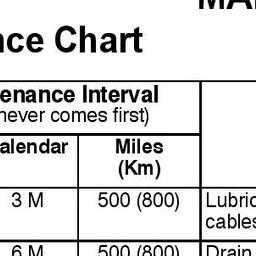 MA
nce Chart
enance Interval
never comes first)
alendar
Miles
(Km)
3 M
500 (800)
Lubric
cables
6 M
500 (800)
Drain